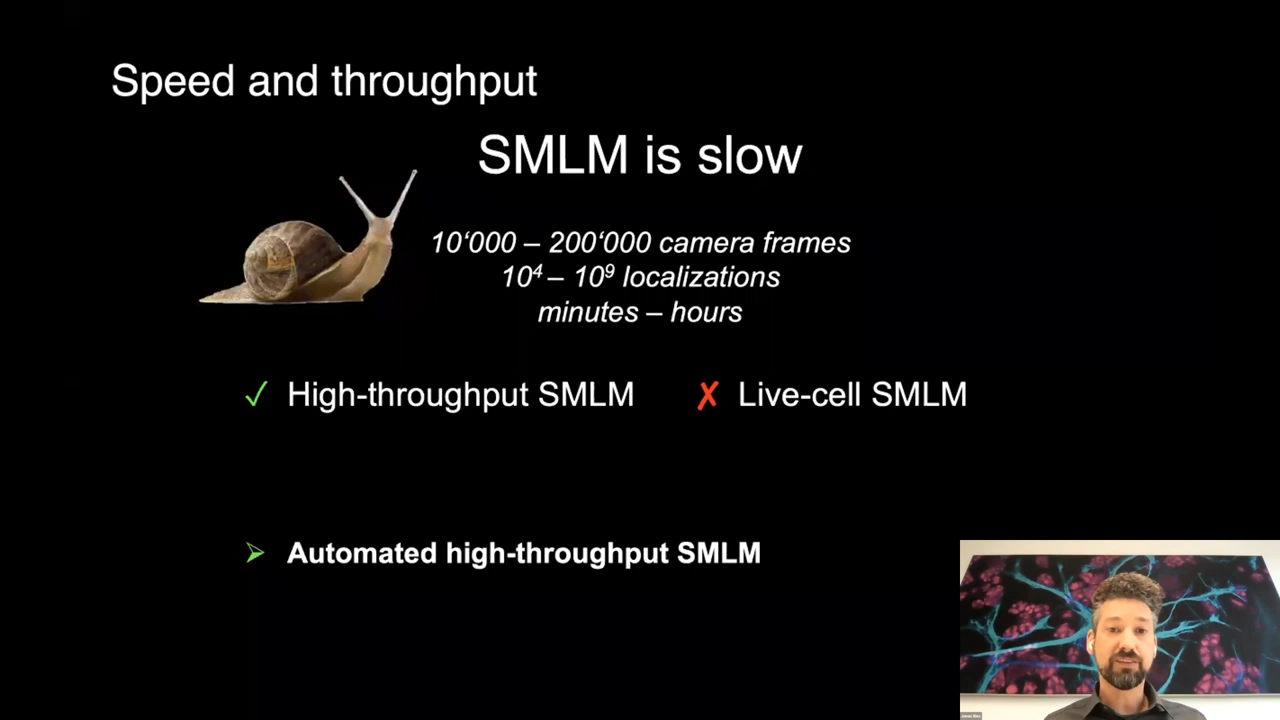 Speed and throughput
SMLM is slow
10‘000 – 200‘000 camera frames
10⁴ – 10⁹ localizations
minutes – hours
✓ High-throughput SMLM
✗ Live-cell SMLM
➢ Automated high-throughput SMLM